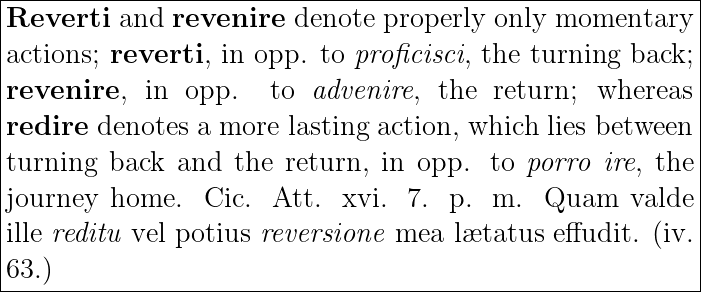 Reverti and revenire denote properly only momentary
actions; reverti, in opp. to proficisci, the turning back;
revenire, in opp. to advenire, the return; whereas
redire denotes a more lasting action, which lies between
turning back and the return, in opp. to porro ire, the
journey home. Cic. Att. xvi. 7. p. m. Quam valde
ille reditu vel potius reversione mea lætatus effudit. (iv.
63.)